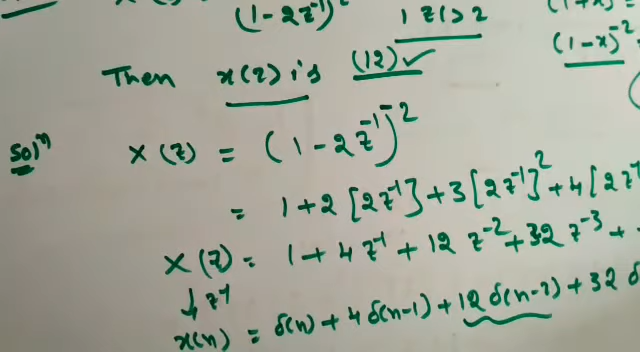 (1-2z⁻¹)² |z|>2
(1-x)⁻²
Then x(2) is (12) ✓
Solⁿ X(z) = (1-2z⁻¹)⁻²
= 1+2[2z⁻¹]+3[2z⁻¹]²+4[2z
X(z) = 1+4z⁻¹+12z⁻²+32z⁻³+
↓z⁻¹
x(n) = δ(n)+4δ(n-1)+12δ(n-2)+32δ